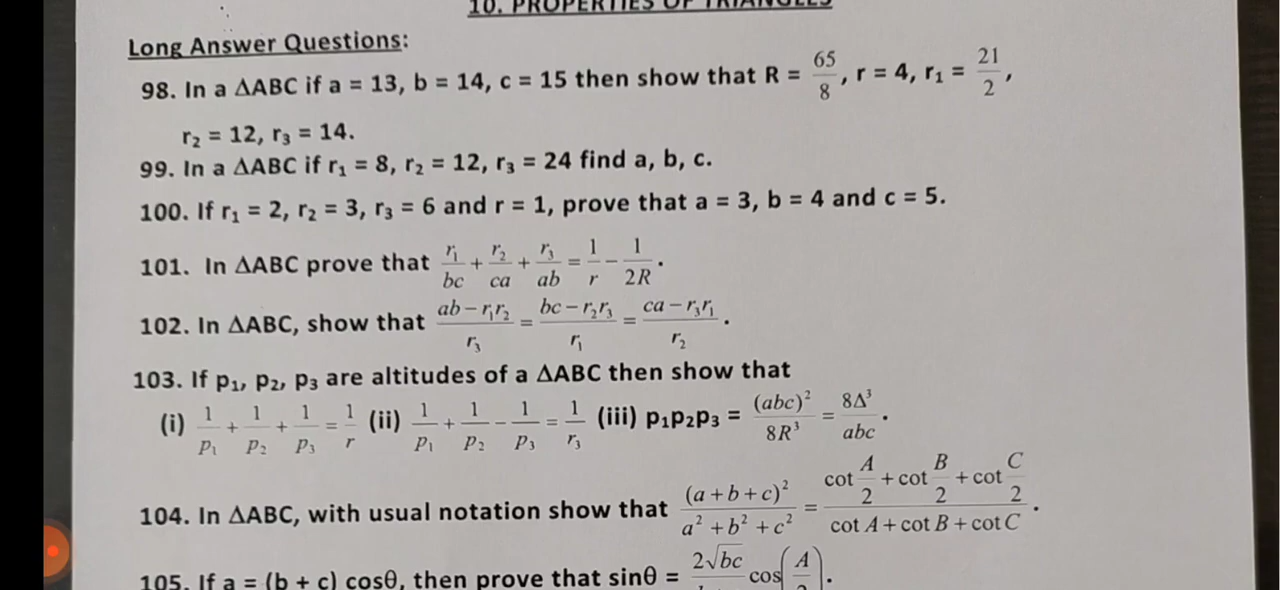 10. PROPERTIES OF TRIANGLES
Long Answer Questions:
98. In a ΔABC if a = 13, b = 14, c = 15 then show that R = 65/8, r = 4, r₁ = 21/2,
r₂ = 12, r₃ = 14.
99. In a ΔABC if r₁ = 8, r₂ = 12, r₃ = 24 find a, b, c.
100. If r₁ = 2, r₂ = 3, r₃ = 6 and r = 1, prove that a = 3, b = 4 and c = 5.
101. In ΔABC prove that r₁/bc + r₂/ca + r₃/ab = 1/r − 1/2R.
102. In ΔABC, show that (ab − r₁r₂)/r₃ = (bc − r₂r₃)/r₁ = (ca − r₃r₁)/r₂.
103. If p₁, p₂, p₃ are altitudes of a ΔABC then show that
(i) 1/p₁ + 1/p₂ + 1/p₃ = 1/r (ii) 1/p₁ + 1/p₂ − 1/p₃ = 1/r₃ (iii) p₁p₂p₃ = (abc)²/8R³ = 8Δ³/abc.
104. In ΔABC, with usual notation show that (a + b + c)²/(a² + b² + c²) = (cot A/2 + cot B/2 + cot C/2)/(cot A + cot B + cot C).
105. If a = (b + c) cosθ, then prove that sinθ = 2√bc cos(A/2).